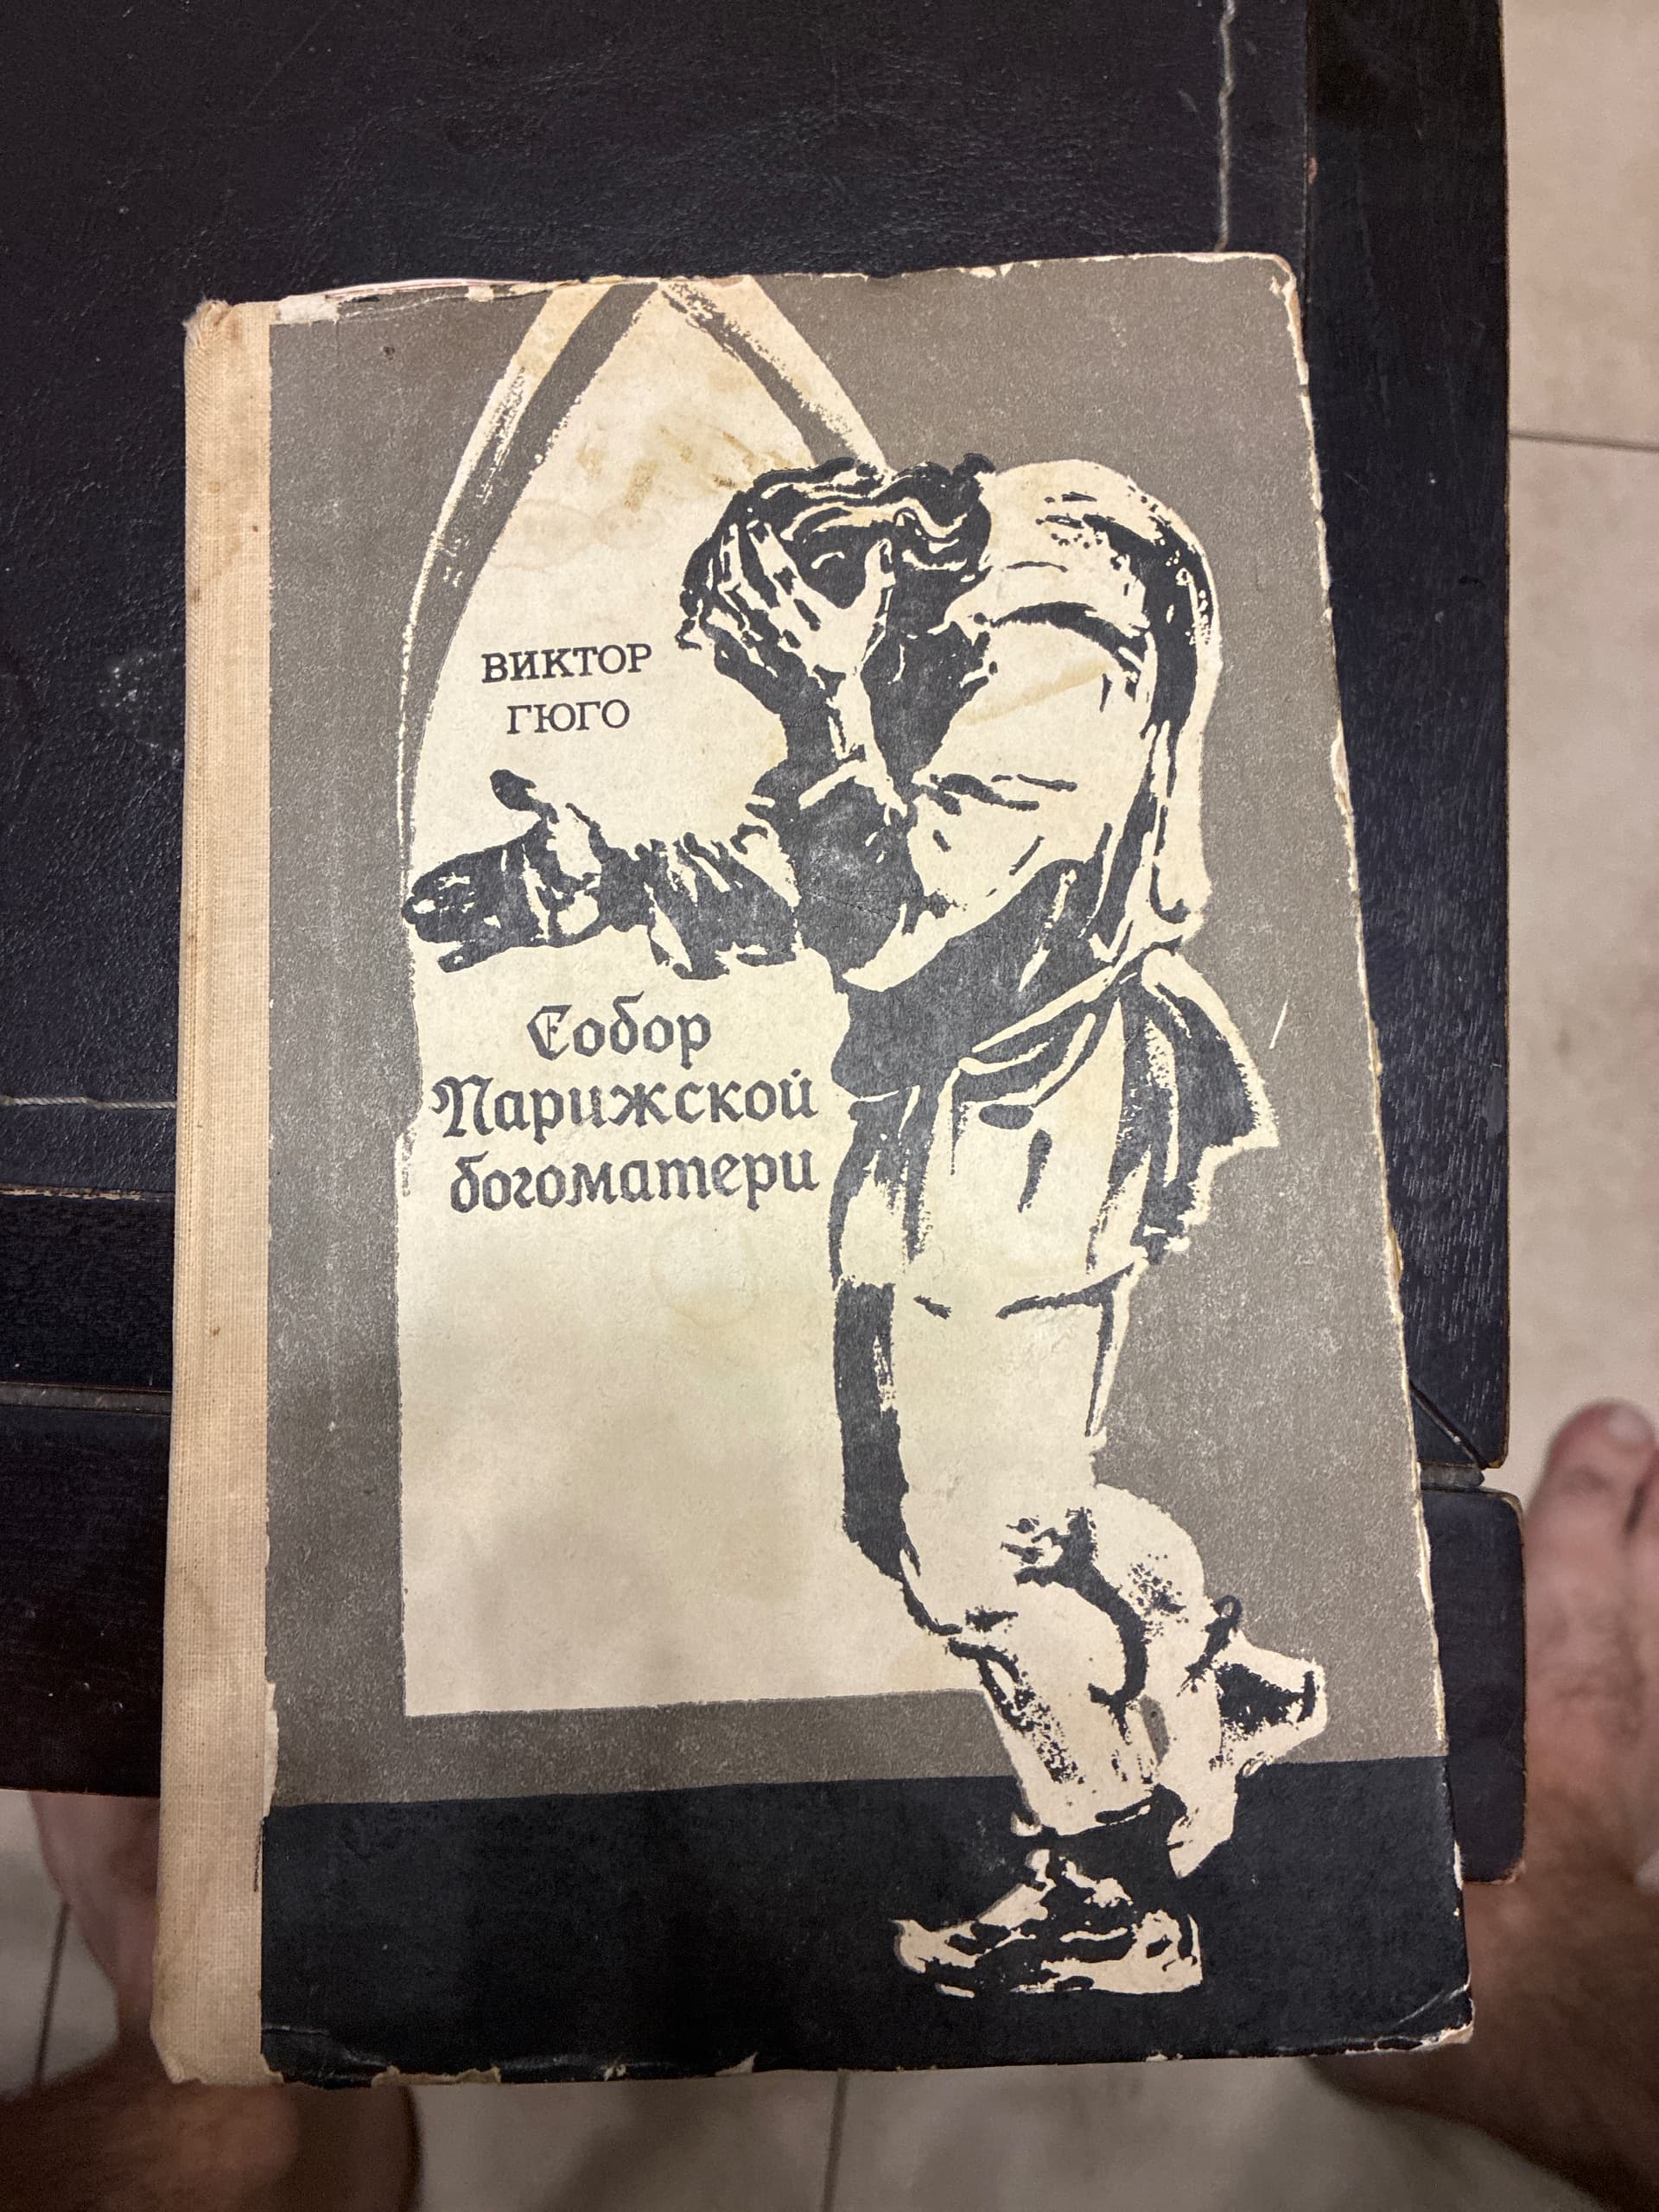 ВИКТОР
ГЮГО
Собор
Парижской
богоматери